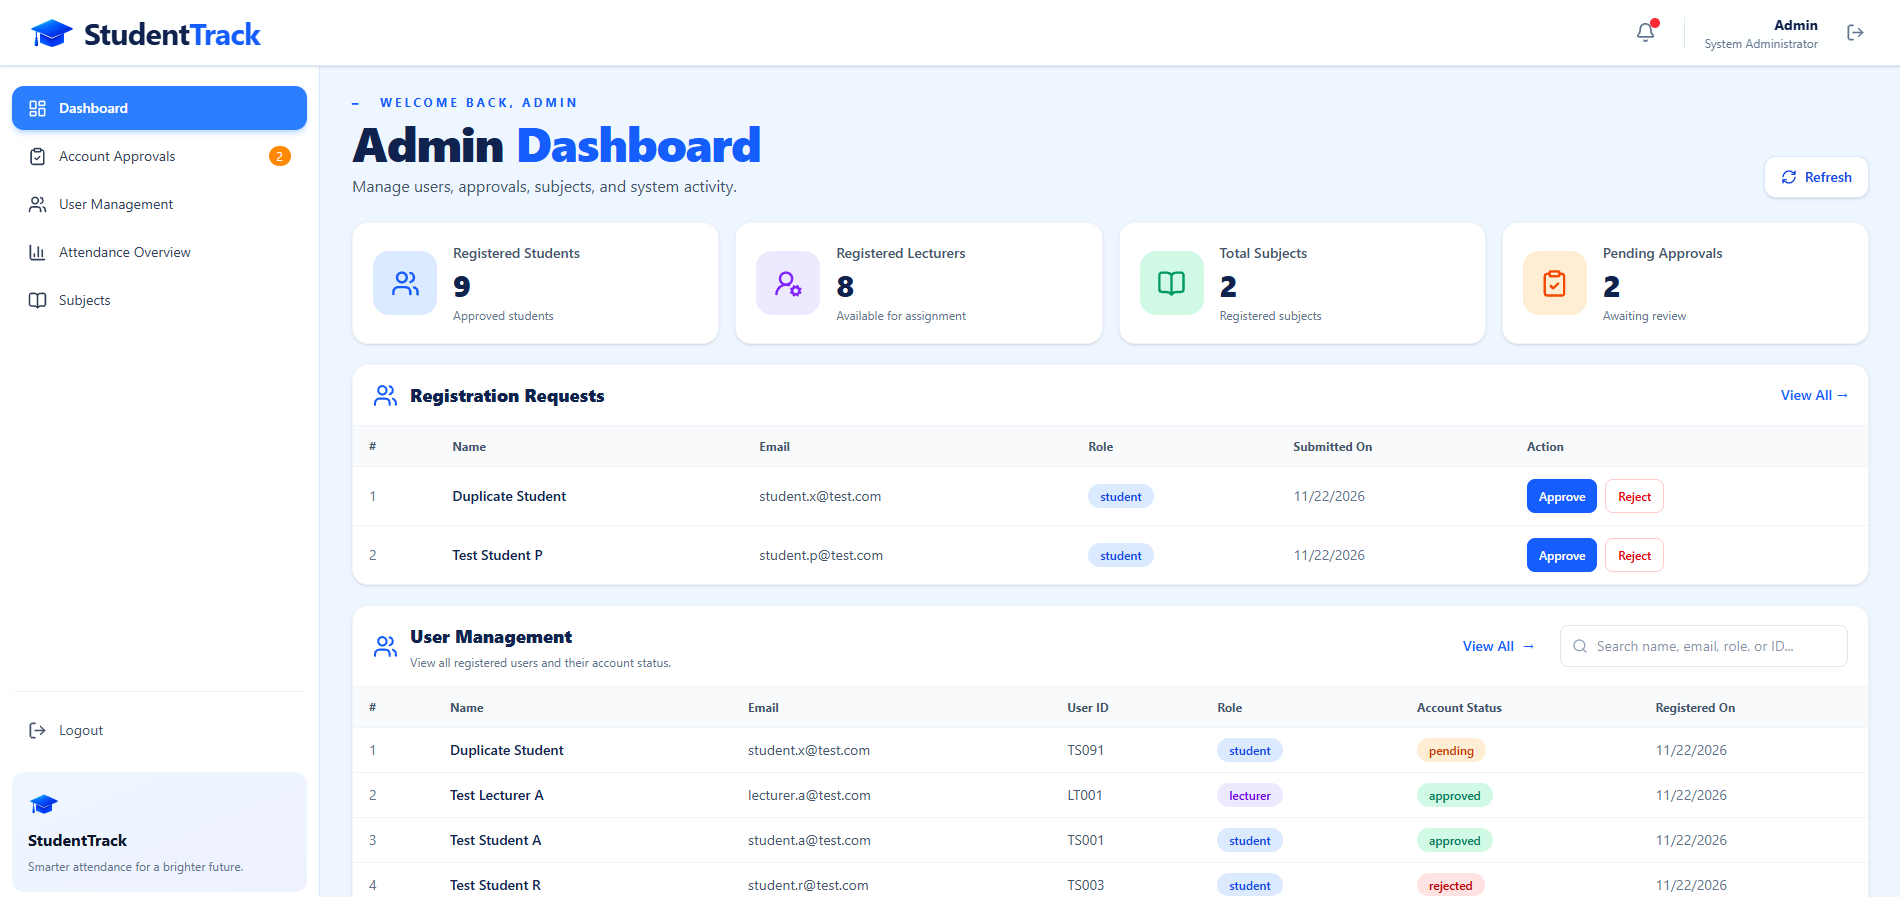 StudentTrack
Admin
System Administrator
Dashboard
Account Approvals 2
User Management
Attendance Overview
Subjects
Logout
StudentTrack
Smarter attendance for a brighter future.
– WELCOME BACK, ADMIN
Admin Dashboard
Manage users, approvals, subjects, and system activity.
Refresh
Registered Students
9
Approved students
Registered Lecturers
8
Available for assignment
Total Subjects
2
Registered subjects
Pending Approvals
2
Awaiting review
Registration Requests
View All →
# Name Email Role Submitted On Action
1 Duplicate Student student.x@test.com student 11/22/2026 Approve Reject
2 Test Student P student.p@test.com student 11/22/2026 Approve Reject
User Management
View all registered users and their account status.
View All →
Search name, email, role, or ID...
# Name Email User ID Role Account Status Registered On
1 Duplicate Student student.x@test.com TS091 student pending 11/22/2026
2 Test Lecturer A lecturer.a@test.com LT001 lecturer approved 11/22/2026
3 Test Student A student.a@test.com TS001 student approved 11/22/2026
4 Test Student R student.r@test.com TS003 student rejected 11/22/2026